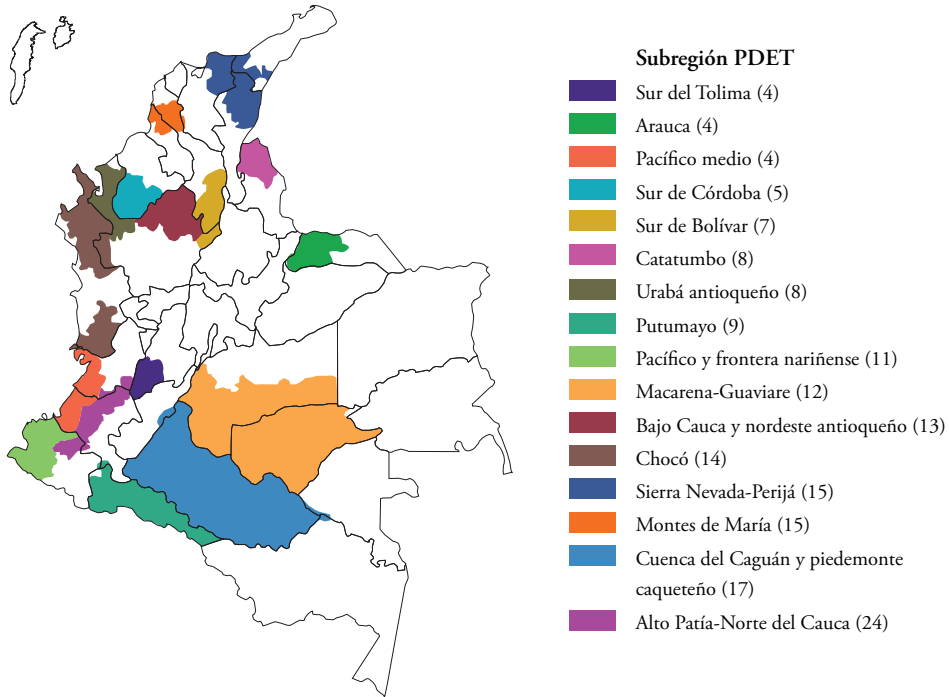 Subregión PDET
Sur del Tolima (4)
Arauca (4)
Pacífico medio (4)
Sur de Córdoba (5)
Sur de Bolívar (7)
Catatumbo (8)
Urabá antioqueño (8)
Putumayo (9)
Pacífico y frontera nariñense (11)
Macarena-Guaviare (12)
Bajo Cauca y nordeste antioqueño (13)
Chocó (14)
Sierra Nevada-Perijá (15)
Montes de María (15)
Cuenca del Caguán y piedemonte
caqueteño (17)
Alto Patía-Norte del Cauca (24)